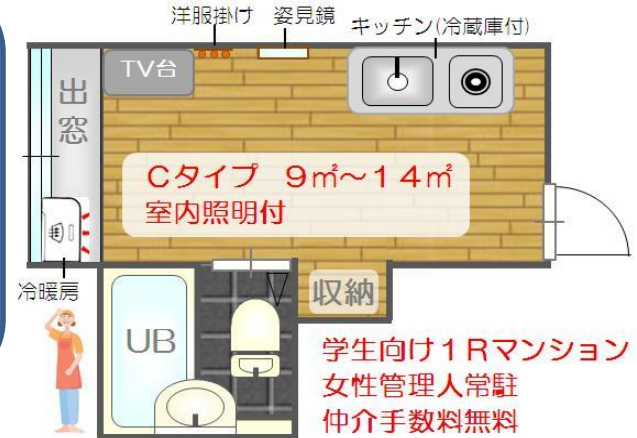 洋服掛け 姿見鏡 キッチン(冷蔵庫付)
TV台
出窓
Cタイプ 9㎡～14㎡
室内照明付
冷暖房
収納
UB
学生向け1Rマンション
女性管理人常駐
仲介手数料無料